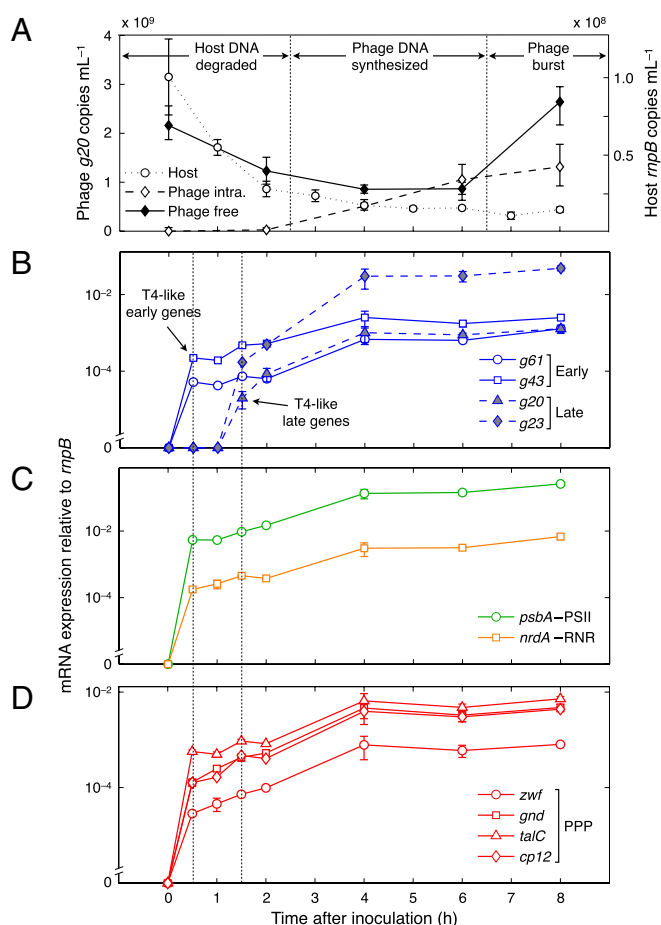 A
x 10⁹
x 10⁸
Phage g20 copies mL⁻¹
4
3
2
1
0
Host DNA
degraded
Phage DNA
synthesized
Phage
burst
Host
Phage intra.
Phage free
1.0
0.5
Host rnpB copies mL⁻¹
B
10⁻²
10⁻⁴
0
T4-like
early genes
T4-like
late genes
g61
g43
Early
g20
g23
Late
mRNA expression relative to rnpB
C
10⁻²
10⁻⁴
0
psbA–PSII
nrdA–RNR
D
10⁻²
10⁻⁴
0
zwf
gnd
talC
cp12
PPP
–1 0 1 2 4 6 8
Time after inoculation (h)